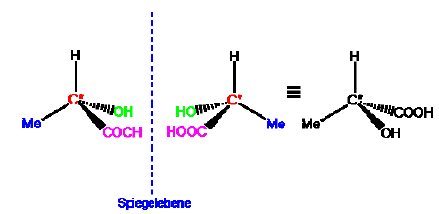 H H H
C* OH HO C* ≡ C* COOH
Me COCH HOOC Me Me OH
Spiegelebene